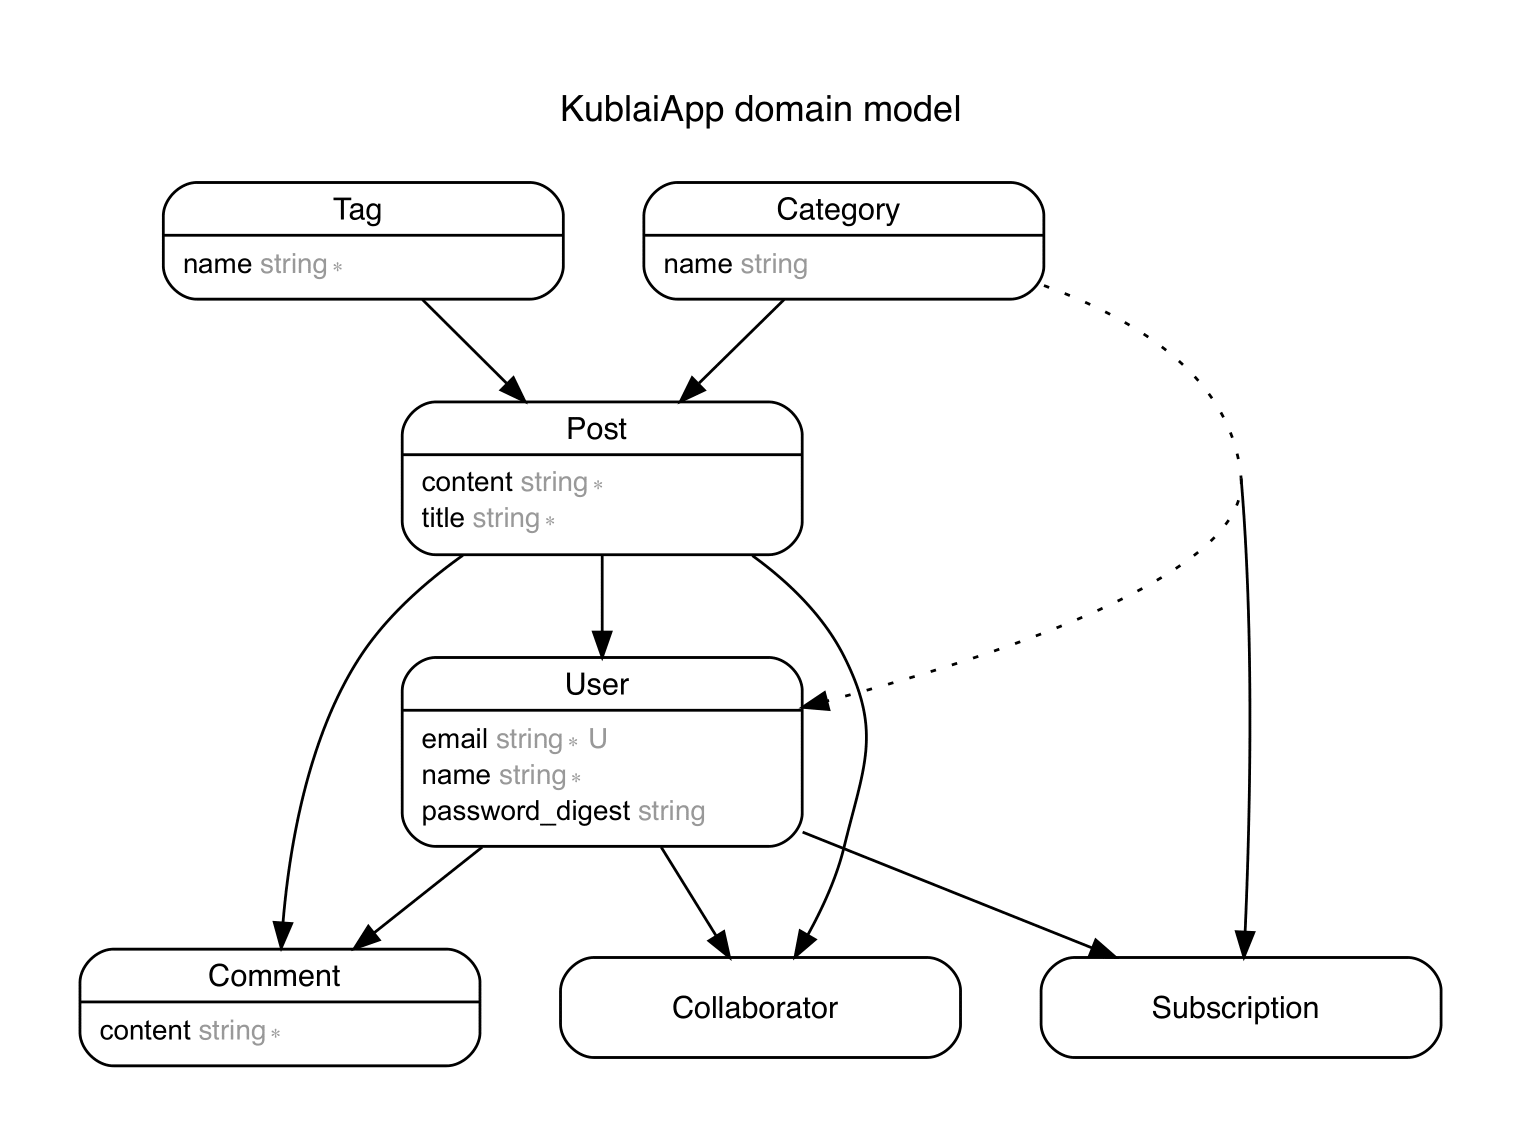 KublaiApp domain model
Tag
name string *
Category
name string
Post
content string *
title string *
User
email string * U
name string *
password_digest string
Comment
content string *
Collaborator
Subscription